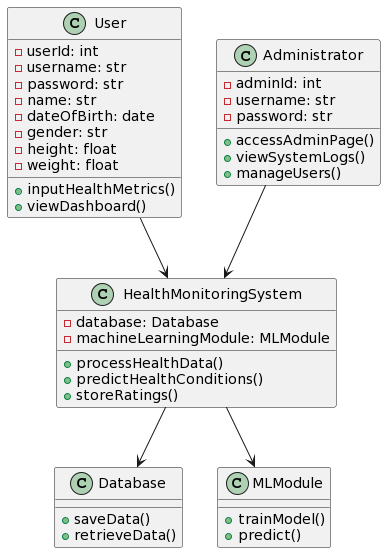 C User
userId: int
username: str
password: str
name: str
dateOfBirth: date
gender: str
height: float
weight: float
inputHealthMetrics()
viewDashboard()
C Administrator
adminId: int
username: str
password: str
accessAdminPage()
viewSystemLogs()
manageUsers()
C HealthMonitoringSystem
database: Database
machineLearningModule: MLModule
processHealthData()
predictHealthConditions()
storeRatings()
C Database
saveData()
retrieveData()
C MLModule
trainModel()
predict()